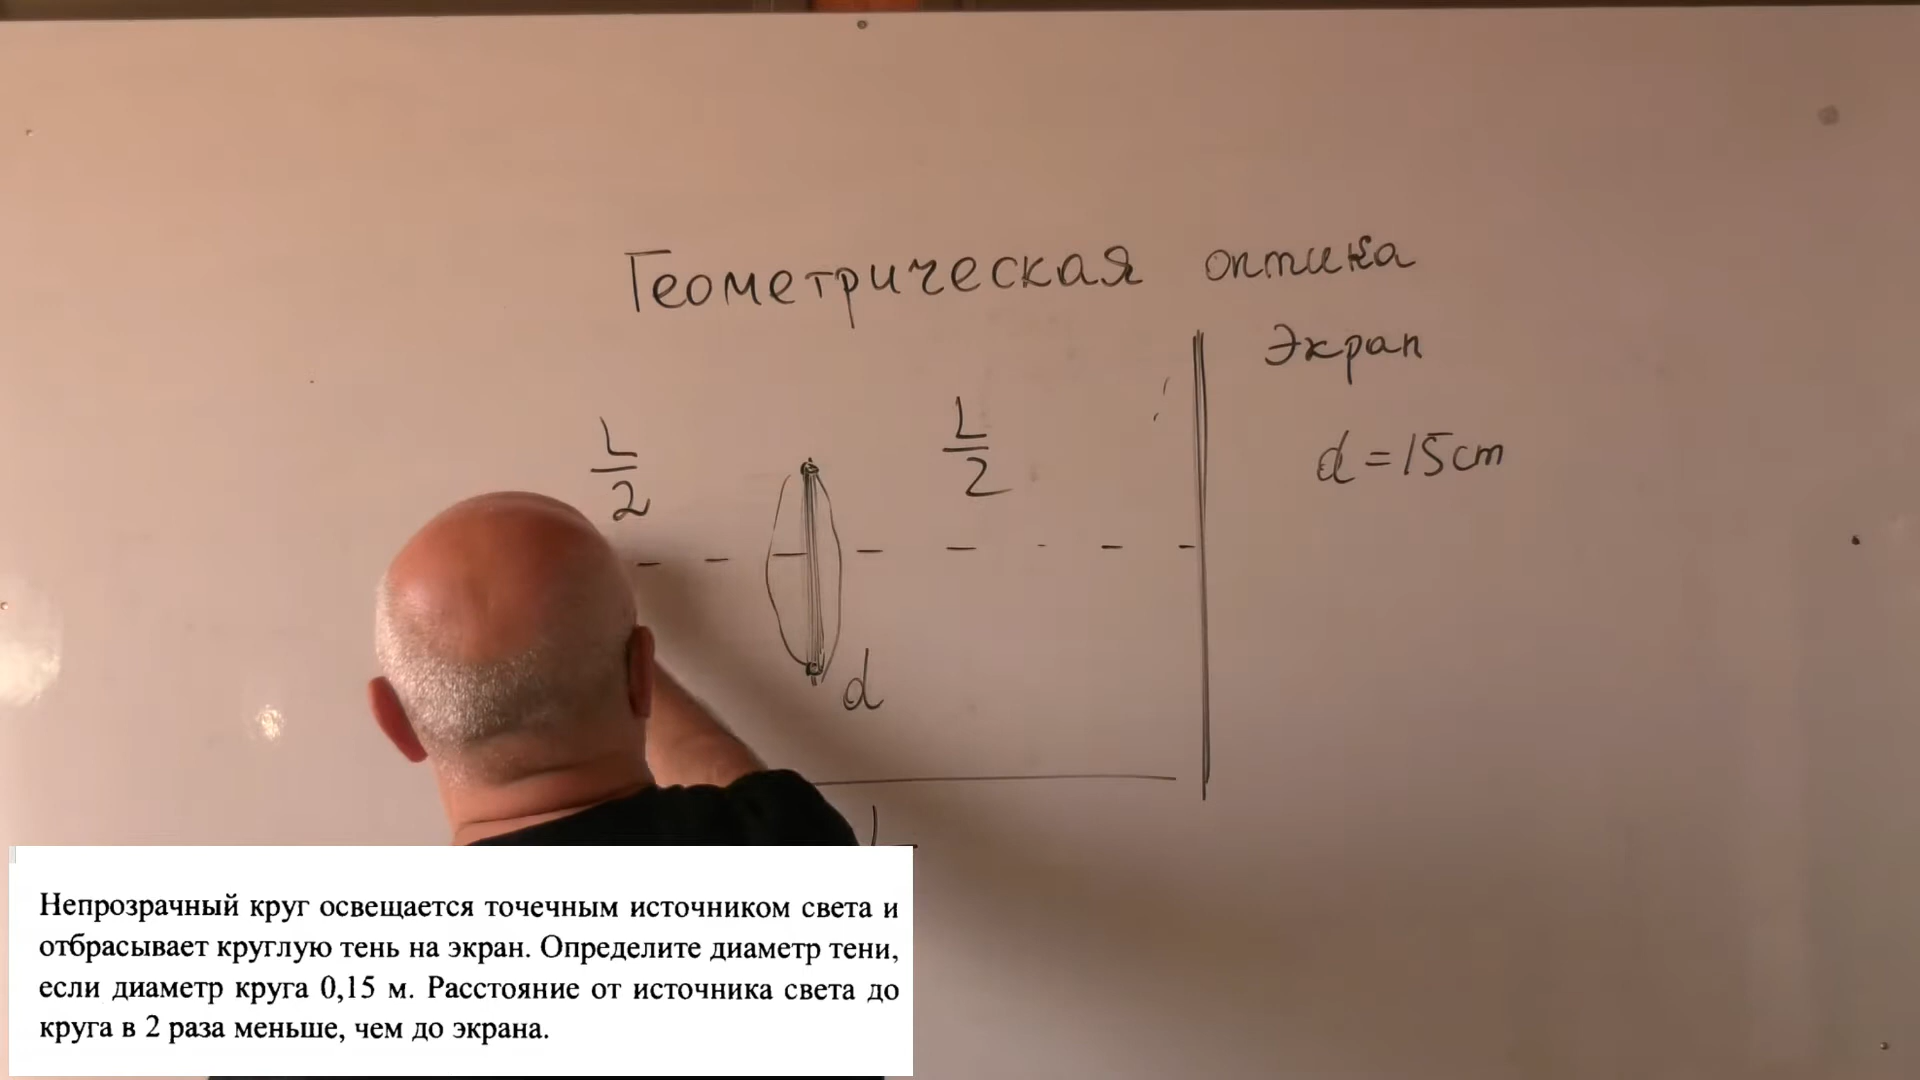 Геометрическая оптика
Экран
L/2
L/2
d = 15 cm
d
Непрозрачный круг освещается точечным источником света и
отбрасывает круглую тень на экран. Определите диаметр тени,
если диаметр круга 0,15 м. Расстояние от источника света до
круга в 2 раза меньше, чем до экрана.